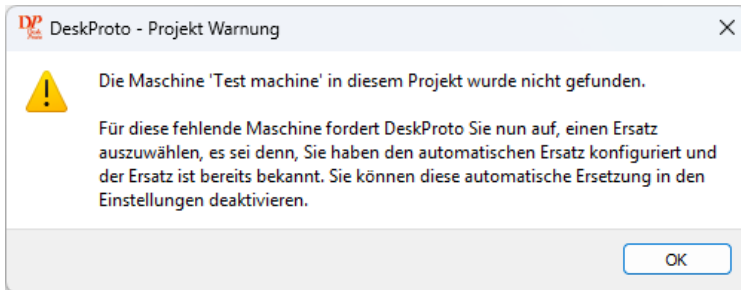 DeskProto - Projekt Warnung
Die Maschine 'Test machine' in diesem Projekt wurde nicht gefunden.
Für diese fehlende Maschine fordert DeskProto Sie nun auf, einen Ersatz
auszuwählen, es sei denn, Sie haben den automatischen Ersatz konfiguriert und
der Ersatz ist bereits bekannt. Sie können diese automatische Ersetzung in den
Einstellungen deaktivieren.
OK